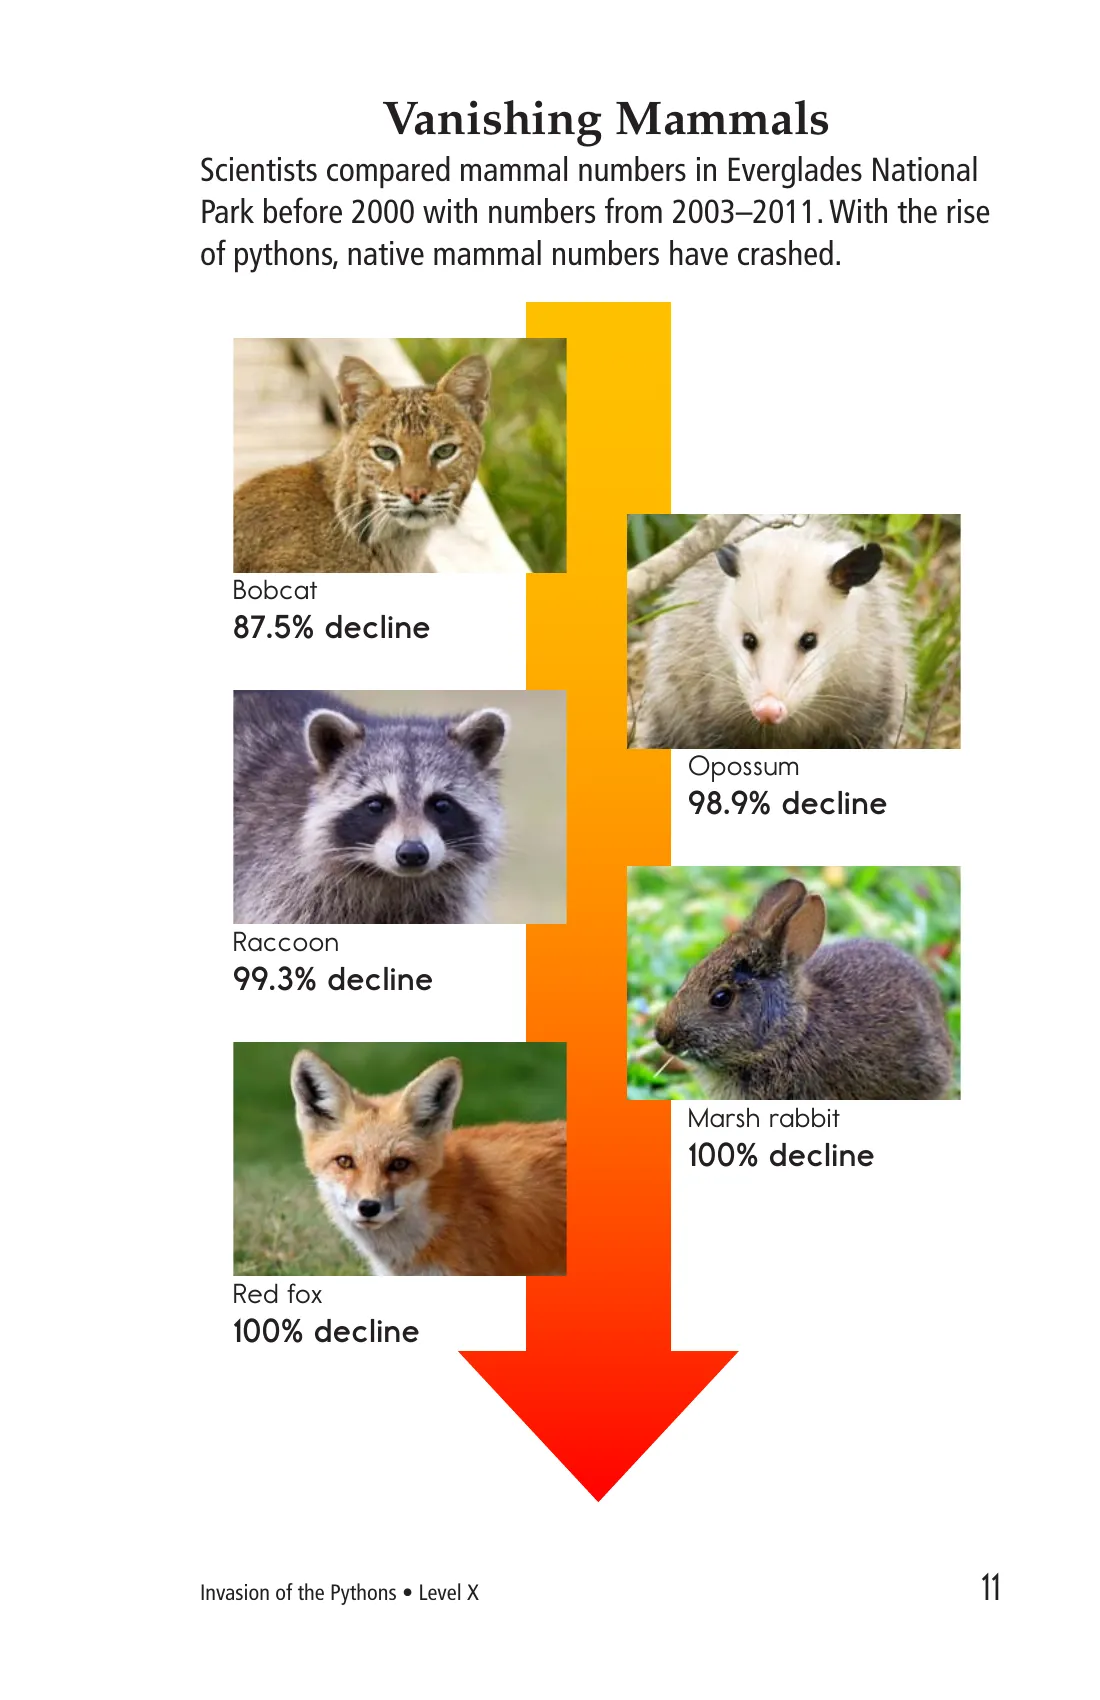 Vanishing Mammals
Scientists compared mammal numbers in Everglades National
Park before 2000 with numbers from 2003–2011. With the rise
of pythons, native mammal numbers have crashed.
Bobcat
87.5% decline
Opossum
98.9% decline
Raccoon
99.3% decline
Marsh rabbit
100% decline
Red fox
100% decline
Invasion of the Pythons • Level X
11